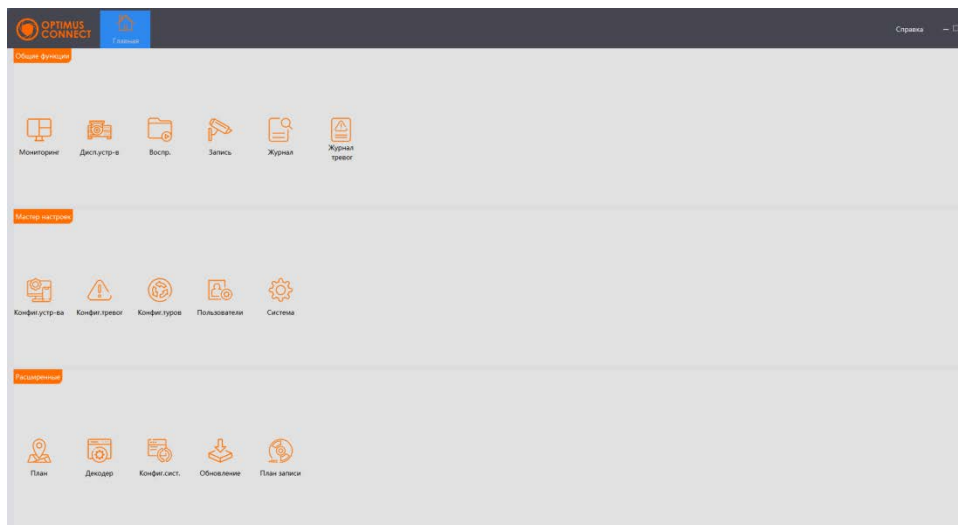 OPTIMUS
CONNECT
Главная
Справка
Общие функции
Мониторинг
Дисп.устр-в
Воспр.
Запись
Журнал
Журнал
тревог
Мастер настроек
Конфиг.устр-ва
Конфиг.тревог
Конфиг.туров
Пользователи
Система
Расширенные
План
Декодер
Конфиг.сист.
Обновление
План записи